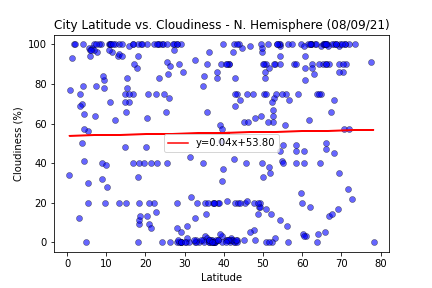 City Latitude vs. Cloudiness - N. Hemisphere (08/09/21)
100
80
60
40
20
0
Cloudiness (%)
y=0.04x+53.80
0 10 20 30 40 50 60 70 80
Latitude